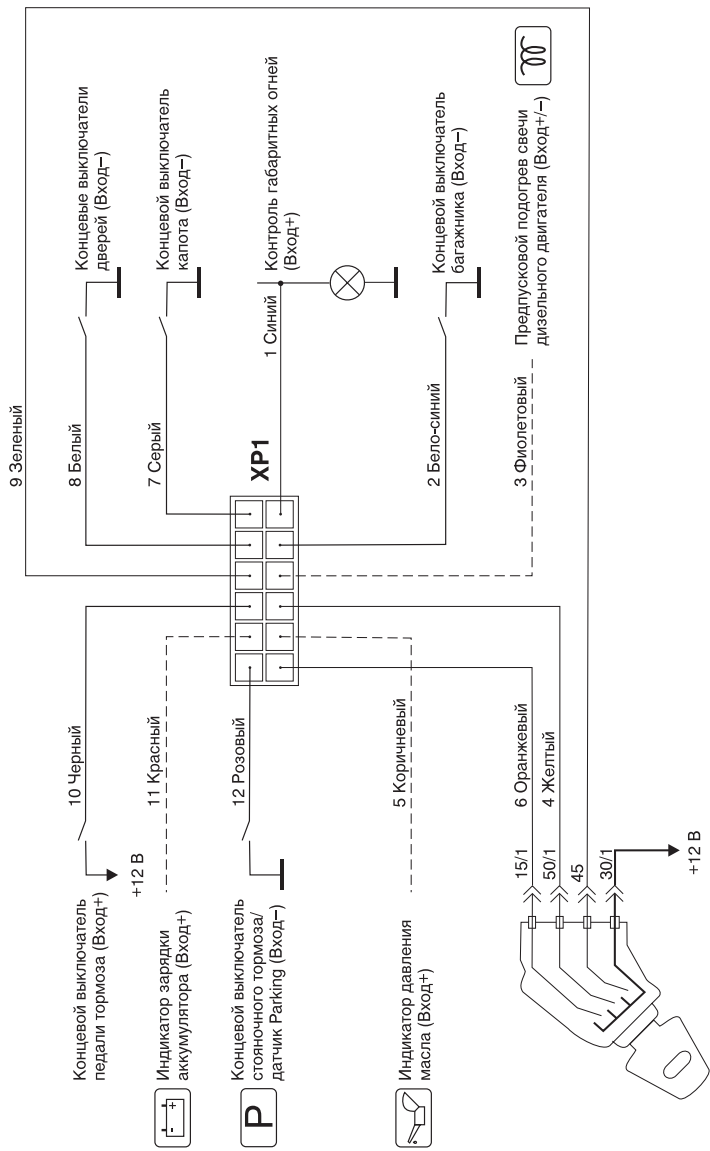 Концевой выключатель
педали тормоза (Вход+)
+12 В
10 Черный
Индикатор зарядки
аккумулятора (Вход+)
11 Красный
P
Концевой выключатель
стояночного тормоза/
датчик Parking (Вход–)
12 Розовый
Индикатор давления
масла (Вход+)
5 Коричневый
6 Оранжевый
4 Желтый
15/1
50/1
45
30/1
+12 В
XP1
9 Зеленый
8 Белый
Концевые выключатели
дверей (Вход–)
7 Серый
Концевой выключатель
капота (Вход–)
1 Синий
Контроль габаритных огней
(Вход+)
2 Бело-синий
Концевой выключатель
багажника (Вход–)
3 Фиолетовый
Предпусковой подогрев свечи
дизельного двигателя (Вход+/–)